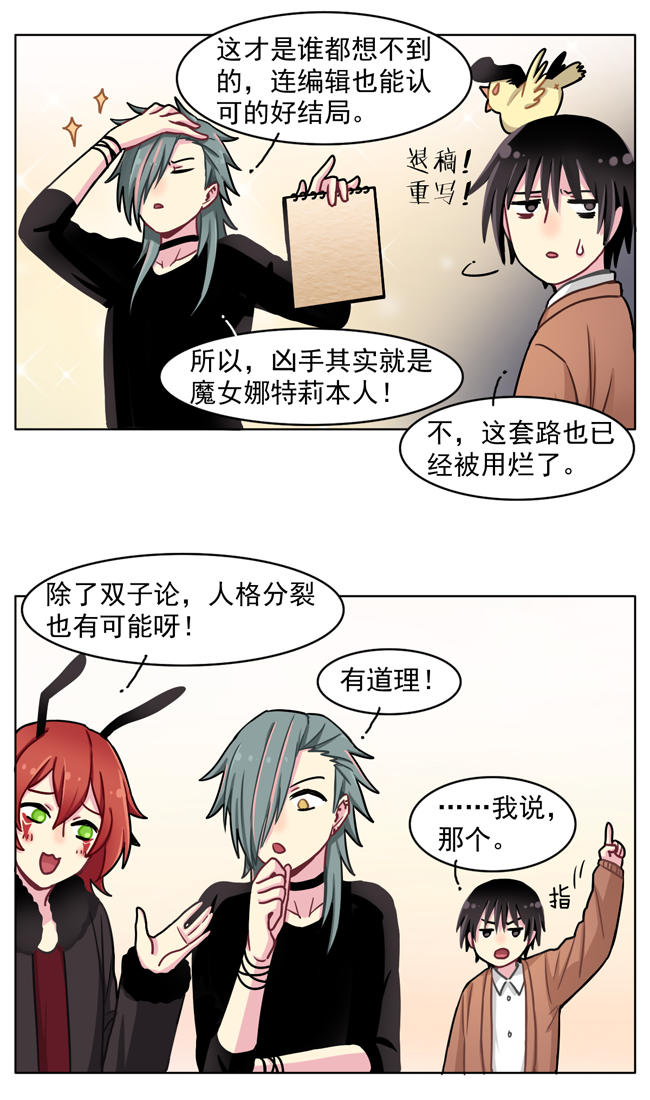 这才是谁都想不到
的，连编辑也能认
可的好结局。
退稿！
重写！
所以，凶手其实就是
魔女娜特莉本人！
不，这套路也已
经被用烂了。
除了双子论，人格分裂
也有可能呀！
有道理！
……我说，
那个。
指